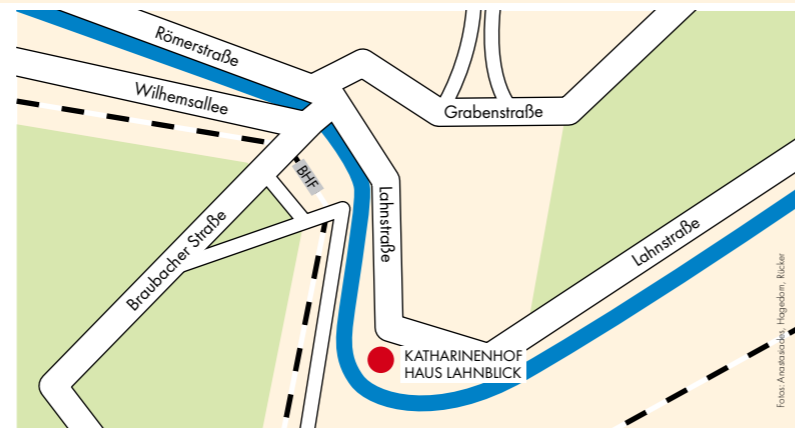 Römerstraße
Wilhemsallee
Grabenstraße
BHF
Lahnstraße
Braubacher Straße
Lahnstraße
KATHARINENHOF
HAUS LAHNBLICK
Fotos: Anastasiades, Hagedorn, Rücker